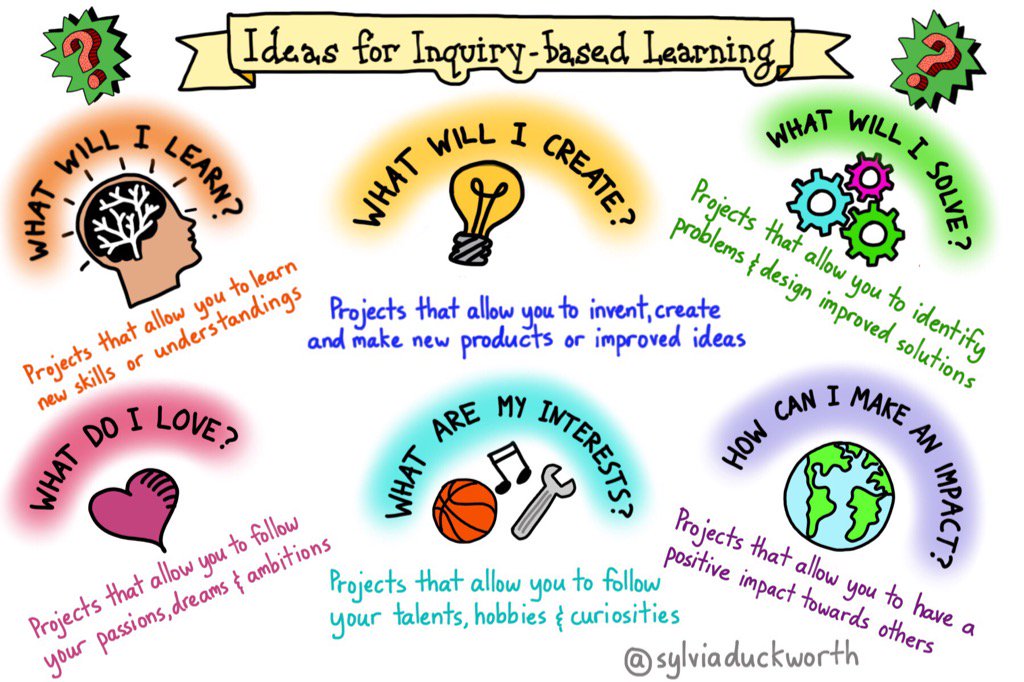 ? ?
Ideas for Inquiry-based Learning
WHAT WILL I LEARN?
Projects that allow you to learn
new skills or understandings
WHAT WILL I CREATE?
Projects that allow you to invent, create
and make new products or improved ideas
WHAT WILL I SOLVE?
Projects that allow you to identify
problems & design improved solutions
WHAT DO I LOVE?
Projects that allow you to follow
your passions, dreams & ambitions
WHAT ARE MY INTERESTS?
Projects that allow you to follow
your talents, hobbies & curiosities
HOW CAN I MAKE AN IMPACT?
Projects that allow you to have a
positive impact towards others
@sylviaduckworth